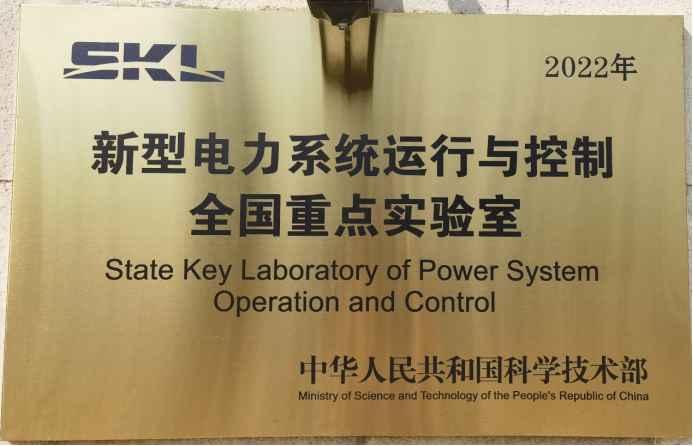 SKL
2022年
新型电力系统运行与控制
全国重点实验室
State Key Laboratory of Power System
Operation and Control
中华人民共和国科学技术部
Ministry of Science and Technology of the People's Republic of China